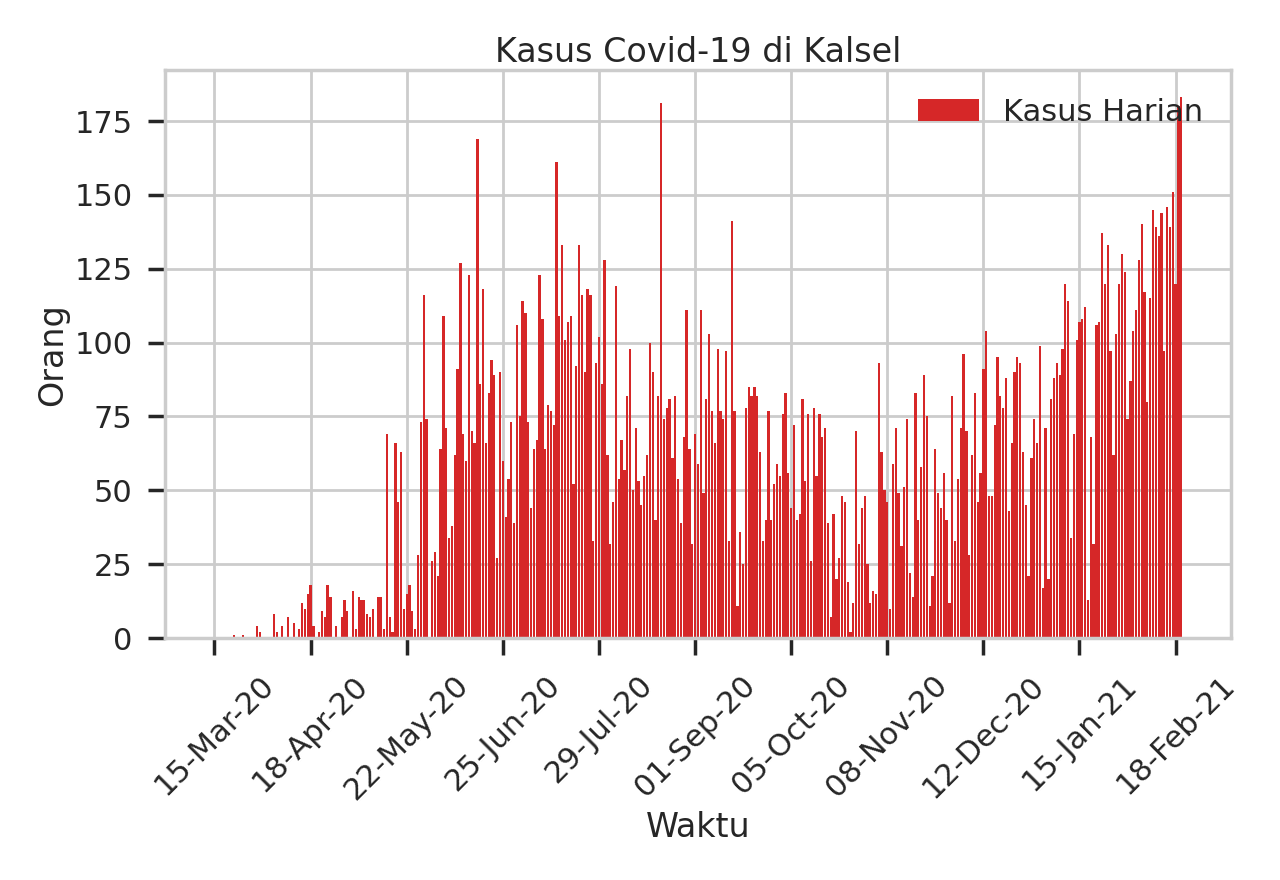 Kasus Covid-19 di Kalsel
Kasus Harian
Orang
175
150
125
100
75
50
25
0
15-Mar-20
18-Apr-20
22-May-20
25-Jun-20
29-Jul-20
01-Sep-20
05-Oct-20
08-Nov-20
12-Dec-20
15-Jan-21
18-Feb-21
Waktu